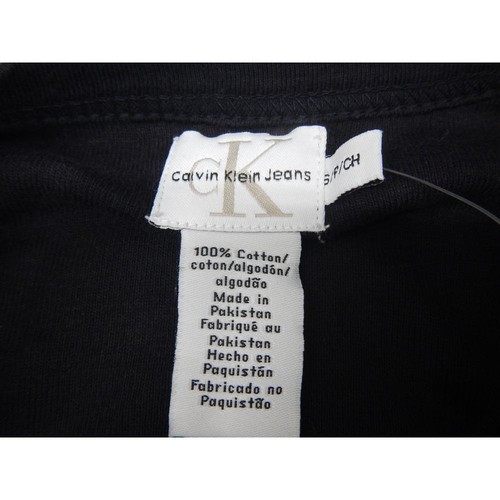 CK
Calvin Klein Jeans
S/P/CH
100% Cotton/
coton/algodón/
algodão
Made in
Pakistan
Fabriqué au
Pakistan
Hecho en
Paquistán
Fabricado no
Paquistão